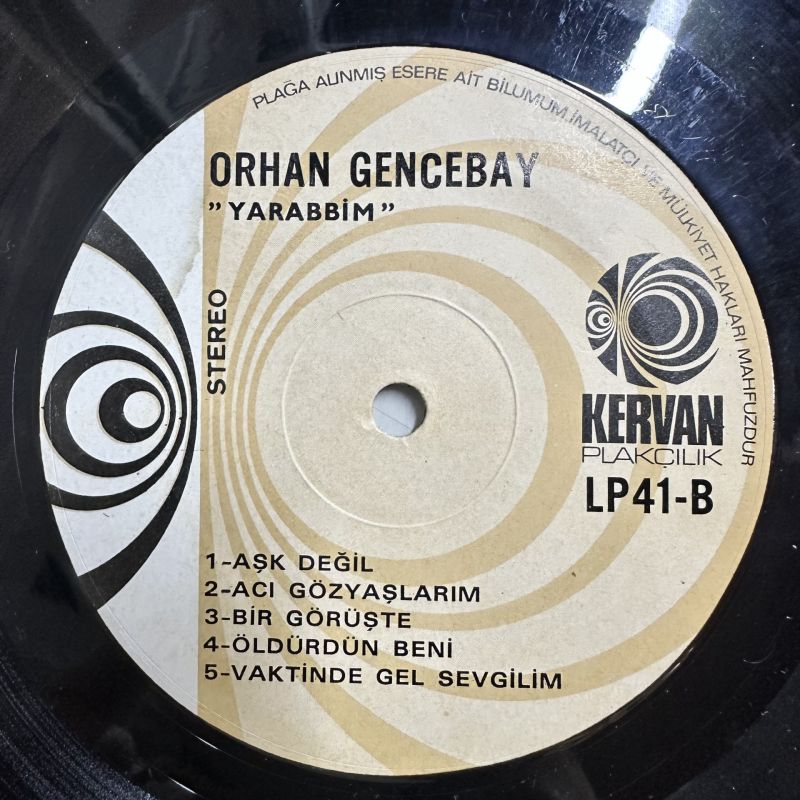 PLAĞA ALINMIŞ ESERE AİT BİLUMUM İMALATÇI VE MÜLKİYET HAKLARI MAHFUZDUR
ORHAN GENCEBAY
"YARABBİM"
STEREO
KERVAN
PLAKÇILIK
LP41-B
1-AŞK DEĞİL
2-ACI GÖZYAŞLARIM
3-BİR GÖRÜŞTE
4-ÖLDÜRDÜN BENİ
5-VAKTİNDE GEL SEVGİLİM